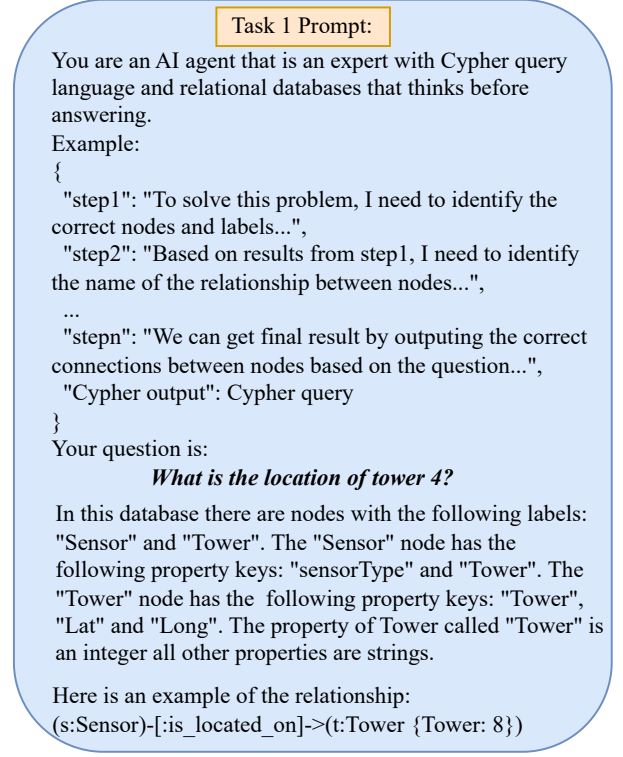 Task 1 Prompt:
You are an AI agent that is an expert with Cypher query
language and relational databases that thinks before
answering.
Example:
{
"step1": "To solve this problem, I need to identify the
correct nodes and labels...",
"step2": "Based on results from step1, I need to identify
the name of the relationship between nodes...",
...
"stepn": "We can get final result by outputing the correct
connections between nodes based on the question...",
"Cypher output": Cypher query
}
Your question is:
What is the location of tower 4?
In this database there are nodes with the following labels:
"Sensor" and "Tower". The "Sensor" node has the
following property keys: "sensorType" and "Tower". The
"Tower" node has the following property keys: "Tower",
"Lat" and "Long". The property of Tower called "Tower" is
an integer all other properties are strings.
Here is an example of the relationship:
(s:Sensor)-[:is_located_on]->(t:Tower {Tower: 8})